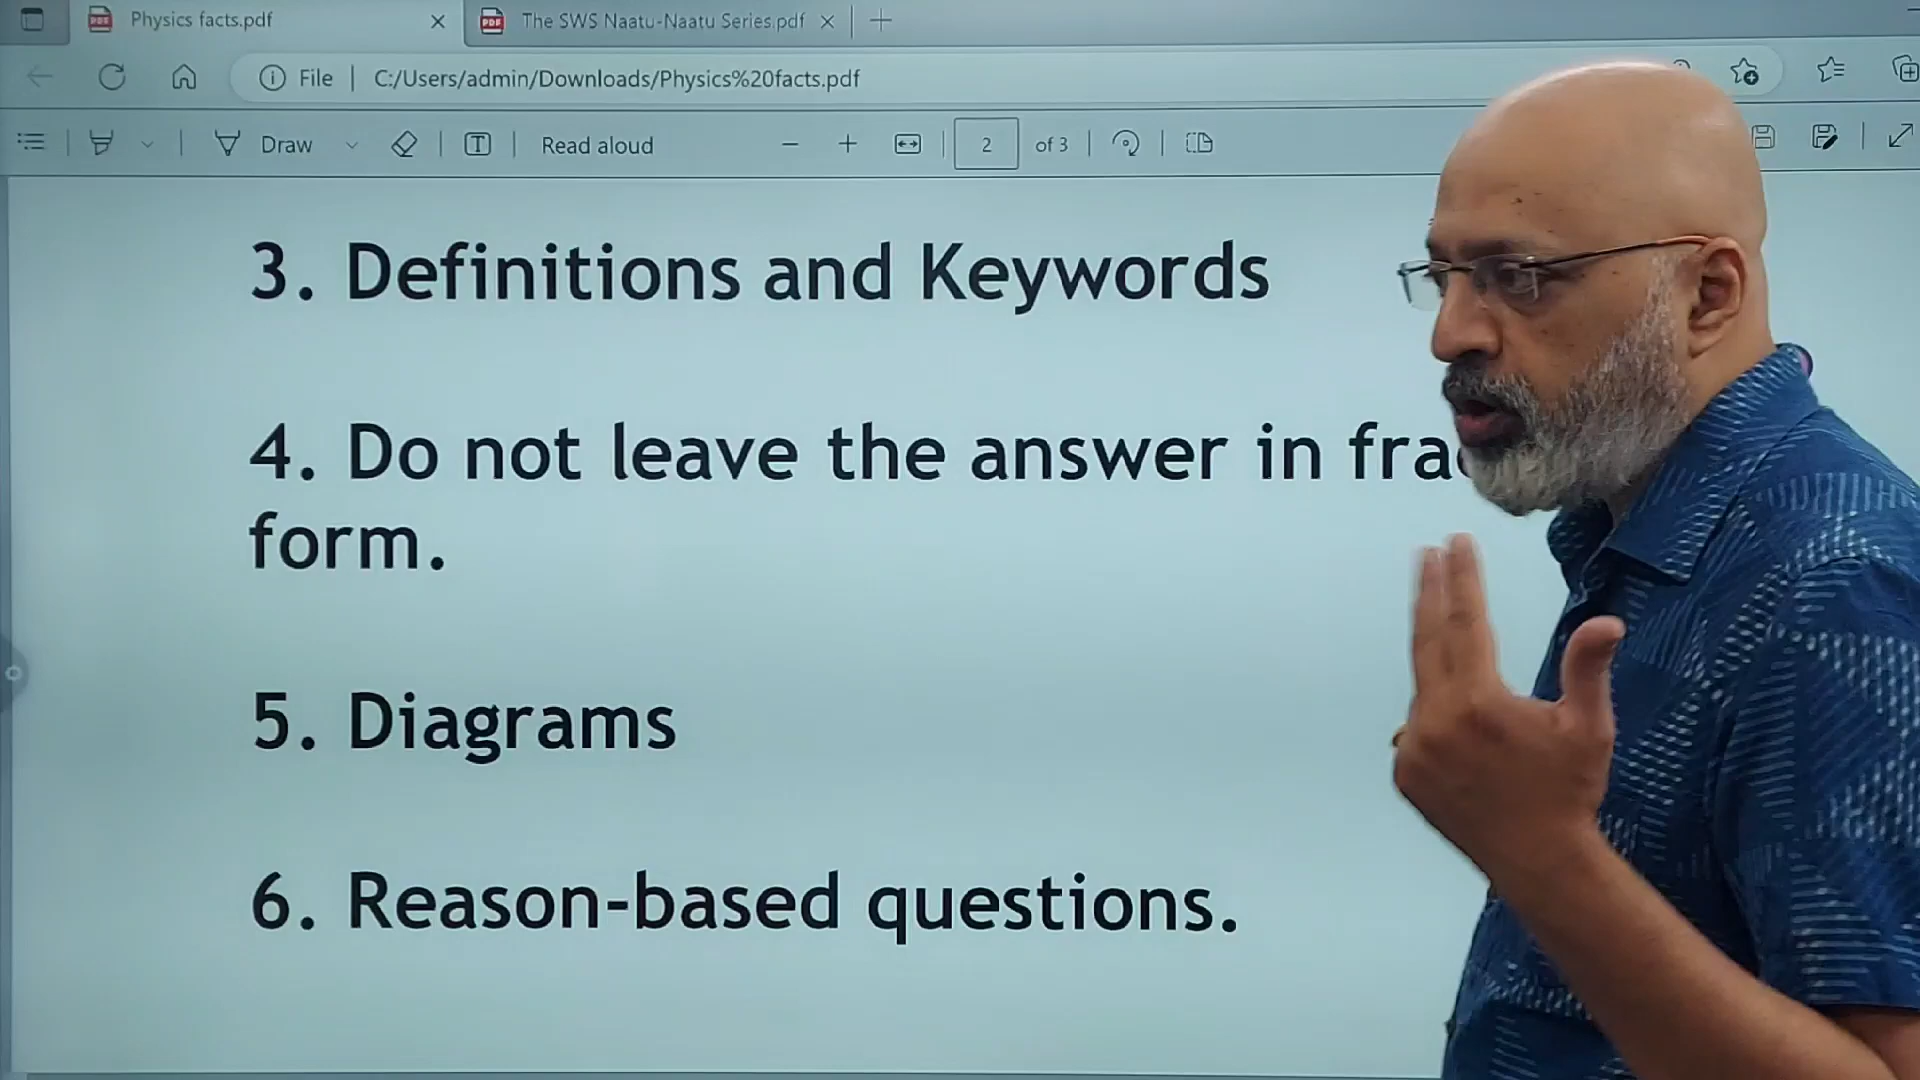 Physics facts.pdf
The SWS Naatu-Naatu Series.pdf
File
C:/Users/admin/Downloads/Physics%20facts.pdf
Draw
Read aloud
2 of 3
3. Definitions and Keywords
4. Do not leave the answer in
form.
5. Diagrams
6. Reason-based questions.